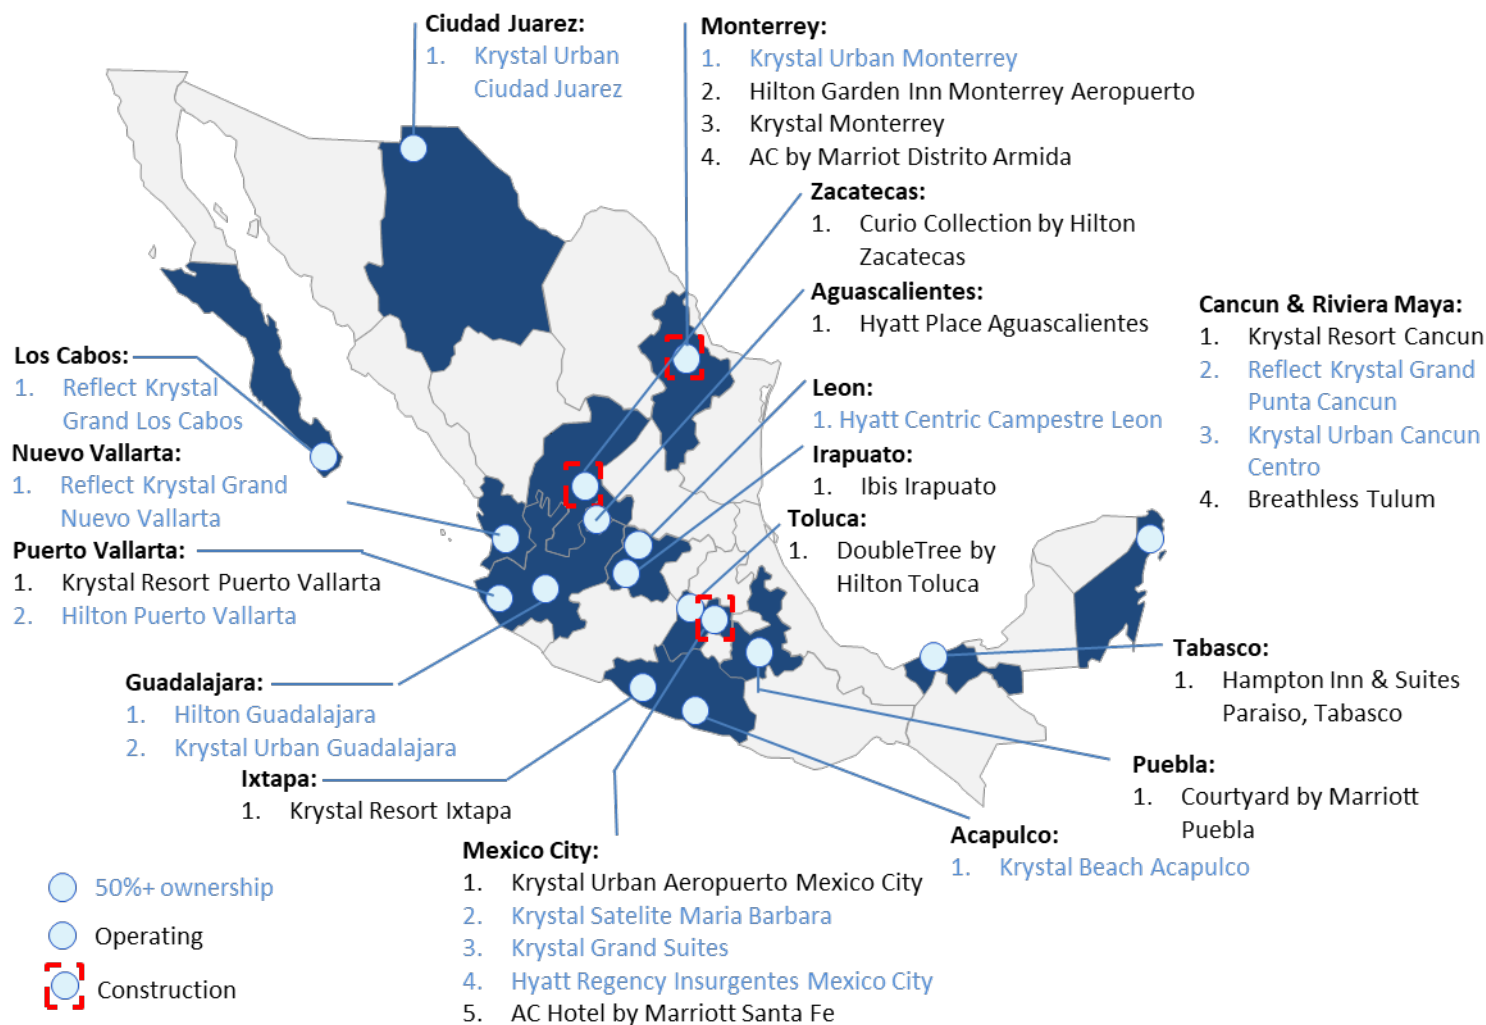 Ciudad Juarez:
1. Krystal Urban
Ciudad Juarez
Monterrey:
1. Krystal Urban Monterrey
2. Hilton Garden Inn Monterrey Aeropuerto
3. Krystal Monterrey
4. AC by Marriot Distrito Armida
Zacatecas:
1. Curio Collection by Hilton
Zacatecas
Aguascalientes:
1. Hyatt Place Aguascalientes
Cancun & Riviera Maya:
1. Krystal Resort Cancun
2. Reflect Krystal Grand
Punta Cancun
3. Krystal Urban Cancun
Centro
4. Breathless Tulum
Los Cabos:
1. Reflect Krystal
Grand Los Cabos
Leon:
1. Hyatt Centric Campestre Leon
Nuevo Vallarta:
1. Reflect Krystal Grand
Nuevo Vallarta
Irapuato:
1. Ibis Irapuato
Toluca:
1. DoubleTree by
Hilton Toluca
Puerto Vallarta:
1. Krystal Resort Puerto Vallarta
2. Hilton Puerto Vallarta
Tabasco:
1. Hampton Inn & Suites
Paraiso, Tabasco
Guadalajara:
1. Hilton Guadalajara
2. Krystal Urban Guadalajara
Ixtapa:
1. Krystal Resort Ixtapa
Puebla:
1. Courtyard by Marriott
Puebla
Acapulco:
1. Krystal Beach Acapulco
Mexico City:
1. Krystal Urban Aeropuerto Mexico City
2. Krystal Satelite Maria Barbara
3. Krystal Grand Suites
4. Hyatt Regency Insurgentes Mexico City
5. AC Hotel by Marriott Santa Fe
50%+ ownership
Operating
Construction